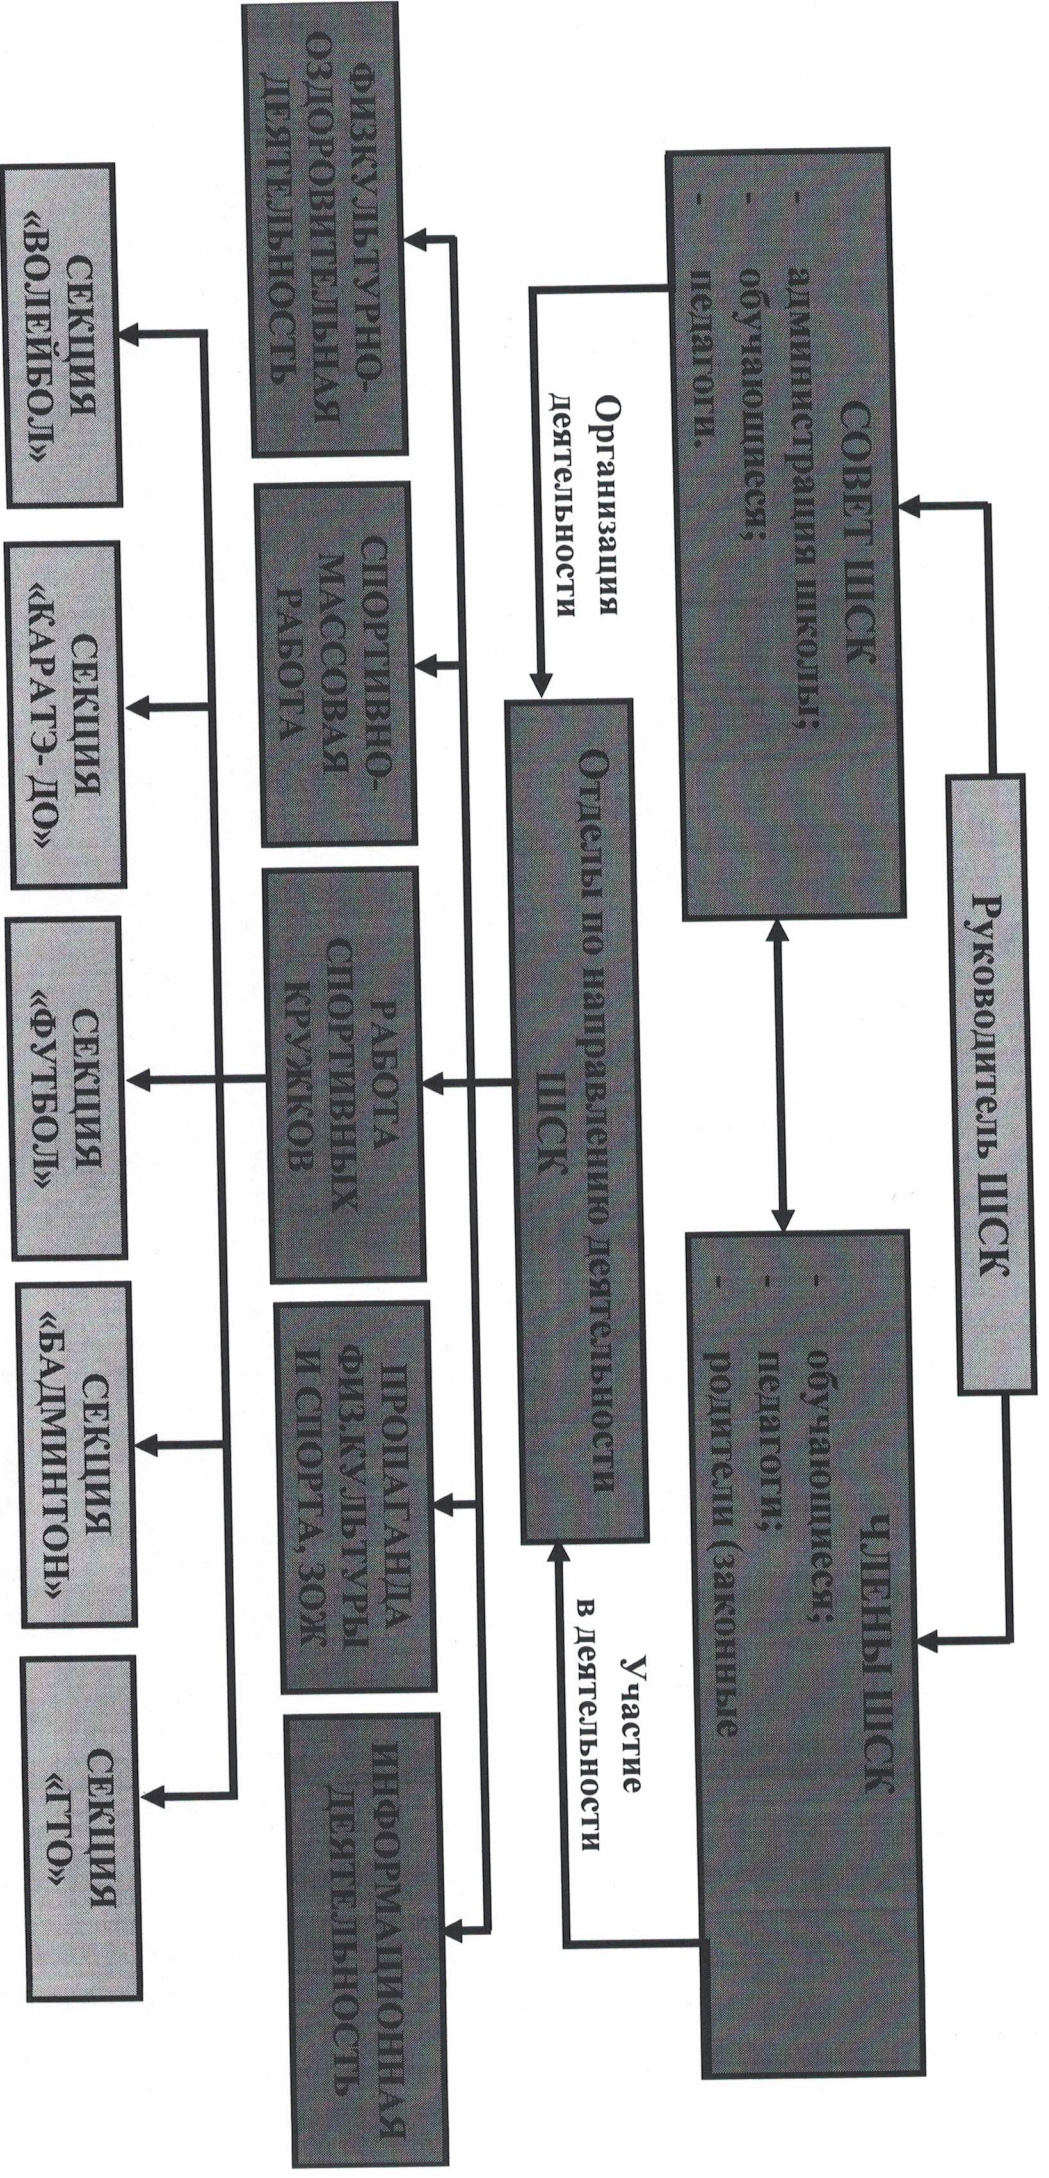 Руководитель ШСК
СОВЕТ ШСК
- администрация школы;
- обучающиеся;
- педагоги.
ЧЛЕНЫ ШСК
- обучающиеся;
- педагоги;
- родители (законные
Организация
деятельности
Участие
в деятельности
Отделы по направлению деятельности
ШСК
ФИЗКУЛЬТУРНО-
ОЗДОРОВИТЕЛЬНАЯ
ДЕЯТЕЛЬНОСТЬ
СПОРТИВНО-
МАССОВАЯ
РАБОТА
РАБОТА
СПОРТИВНЫХ
КРУЖКОВ
ПРОПАГАНДА
ФИЗКУЛЬТУРЫ
И СПОРТА, ЗОЖ
ИНФОРМАЦИОННАЯ
ДЕЯТЕЛЬНОСТЬ
СЕКЦИЯ
«ВОЛЕЙБОЛ»
СЕКЦИЯ
«КАРАТЭ- ДО»
СЕКЦИЯ
«ФУТБОЛ»
СЕКЦИЯ
«БАДМИНТОН»
СЕКЦИЯ
«ГТО»